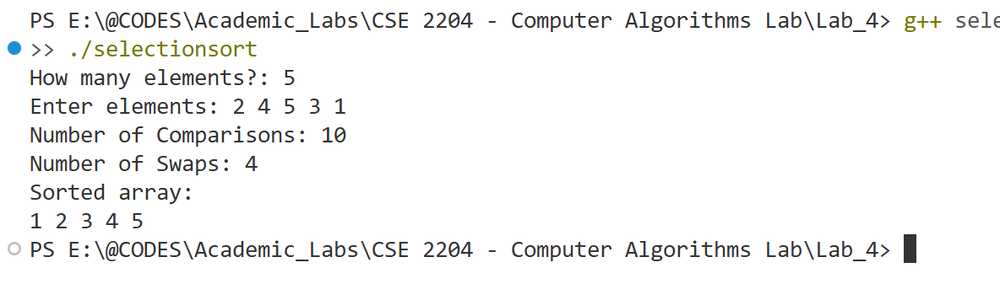 PS E:\@CODES\Academic_Labs\CSE 2204 - Computer Algorithms Lab\Lab_4> g++ sele
>> ./selectionsort
How many elements?: 5
Enter elements: 2 4 5 3 1
Number of Comparisons: 10
Number of Swaps: 4
Sorted array:
1 2 3 4 5
PS E:\@CODES\Academic_Labs\CSE 2204 - Computer Algorithms Lab\Lab_4>